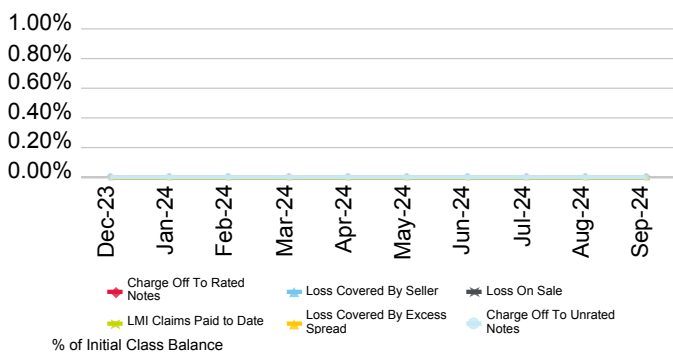 1.00%
0.80%
0.60%
0.40%
0.20%
0.00%
Dec-23
Jan-24
Feb-24
Mar-24
Apr-24
May-24
Jun-24
Jul-24
Aug-24
Sep-24
Charge Off To Rated
Notes
Loss Covered By Seller
Loss On Sale
LMI Claims Paid to Date
Loss Covered By Excess
Spread
Charge Off To Unrated
Notes
% of Initial Class Balance